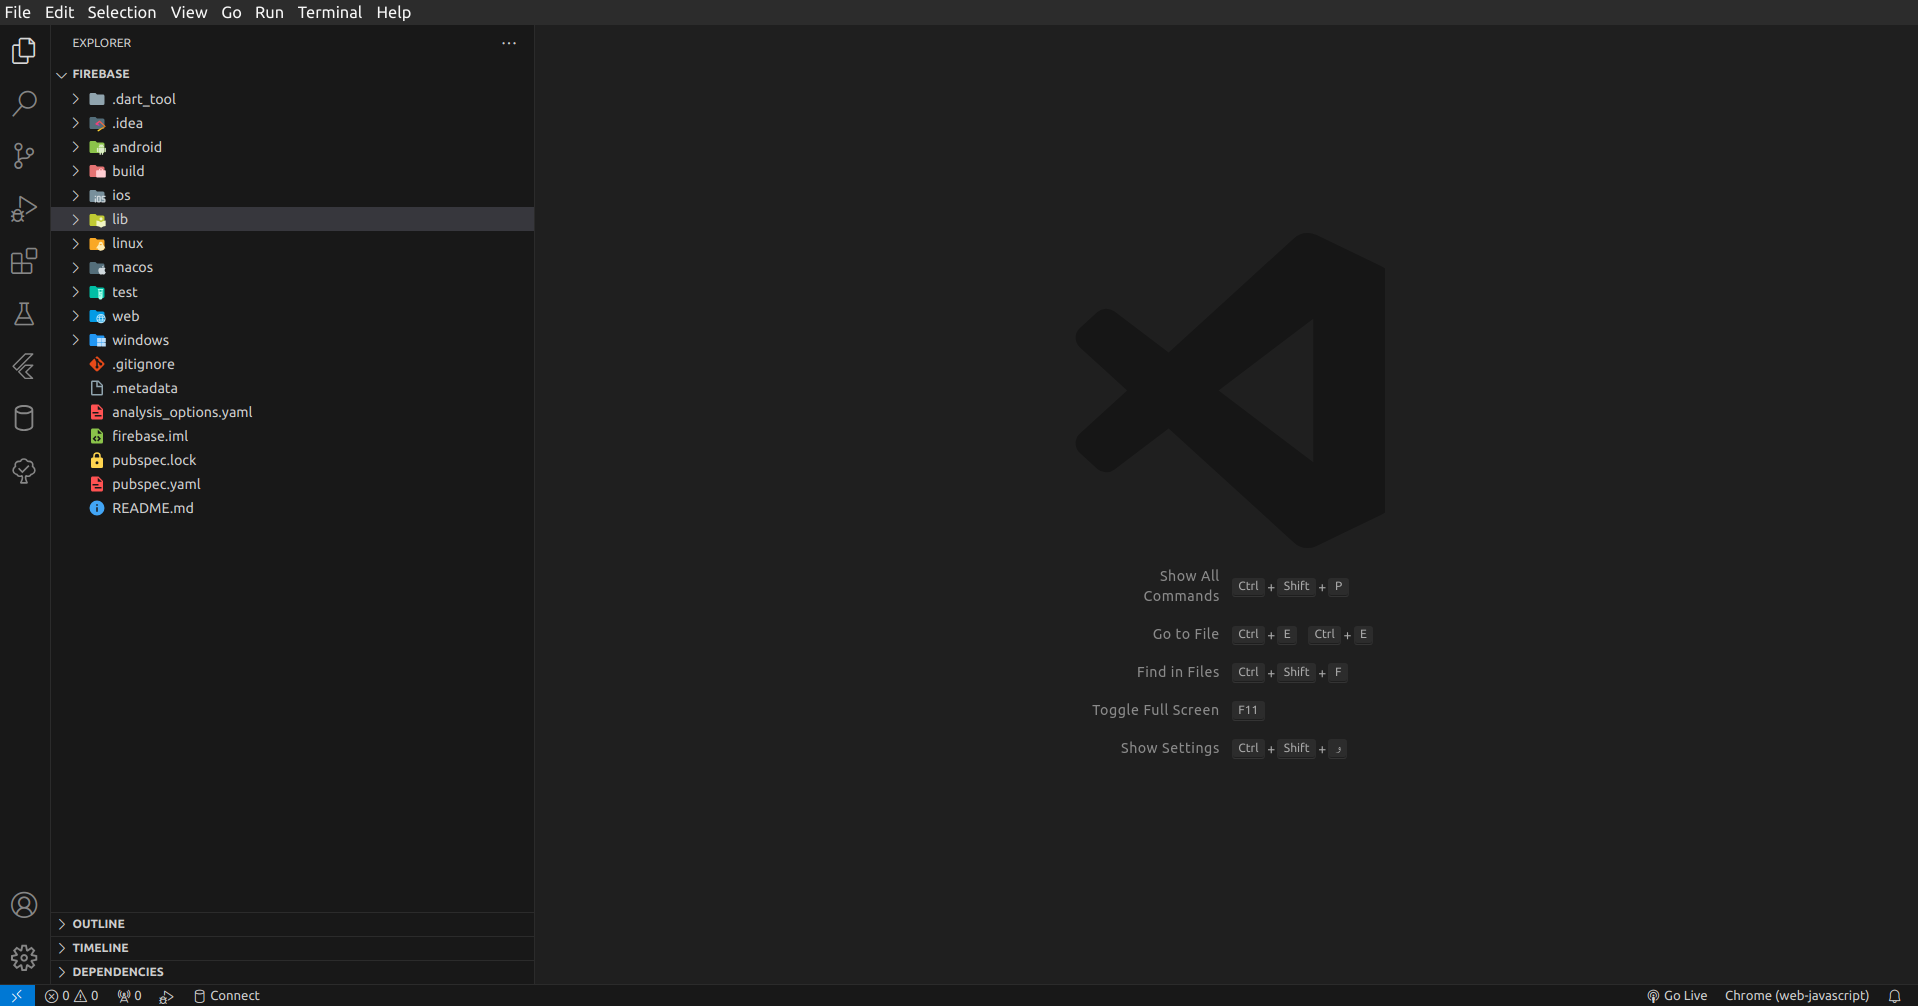 File Edit Selection View Go Run Terminal Help
EXPLORER
FIREBASE
.dart_tool
.idea
android
build
ios
lib
linux
macos
test
web
windows
.gitignore
.metadata
analysis_options.yaml
firebase.iml
pubspec.lock
pubspec.yaml
README.md
OUTLINE
TIMELINE
DEPENDENCIES
Show All
Commands Ctrl + Shift + P
Go to File Ctrl + E Ctrl + E
Find in Files Ctrl + Shift + F
Toggle Full Screen F11
Show Settings Ctrl + Shift + و
0 0 0 Connect Go Live Chrome (web-javascript)